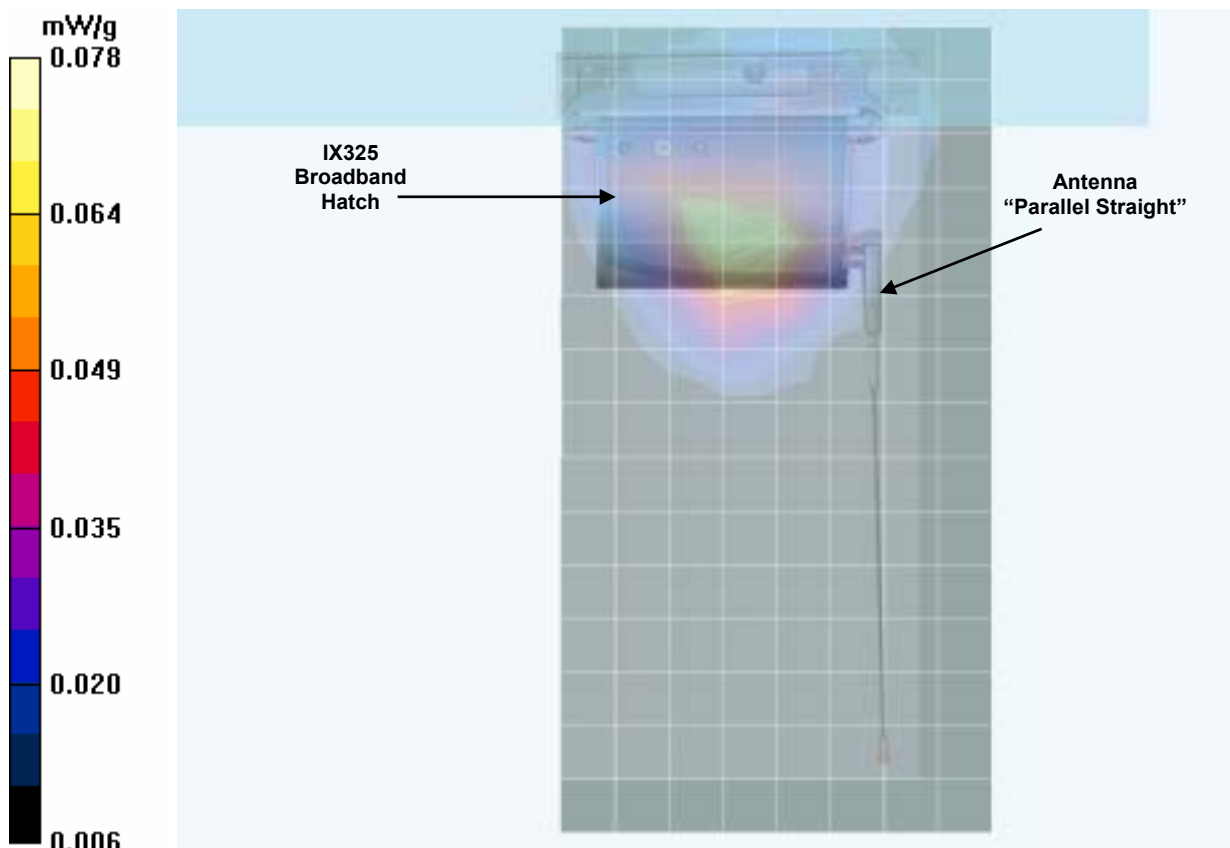 mW/g
0.078
0.064
0.049
0.035
0.020
0.006
IX325
Broadband
Hatch
Antenna
“Parallel Straight”